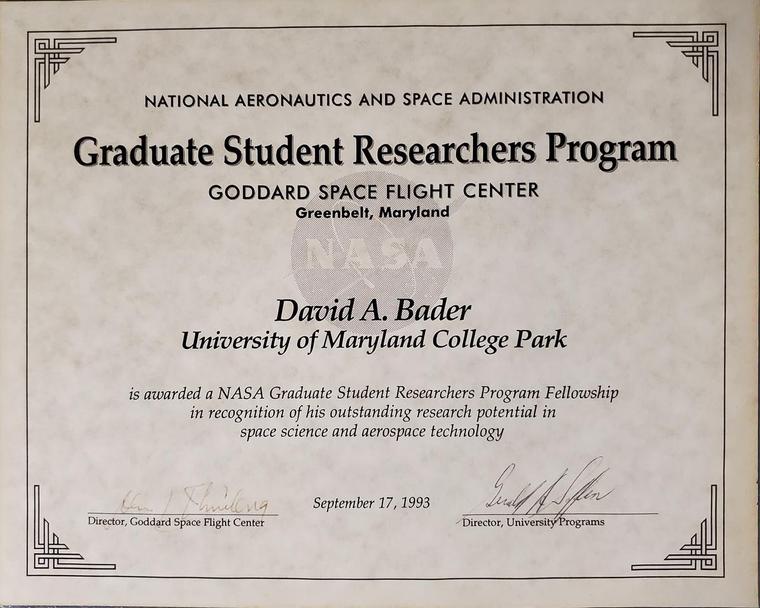 NATIONAL AERONAUTICS AND SPACE ADMINISTRATION
Graduate Student Researchers Program
GODDARD SPACE FLIGHT CENTER
Greenbelt, Maryland
NASA
David A. Bader
University of Maryland College Park
is awarded a NASA Graduate Student Researchers Program Fellowship
in recognition of his outstanding research potential in
space science and aerospace technology
September 17, 1993
Director, Goddard Space Flight Center
Director, University Programs